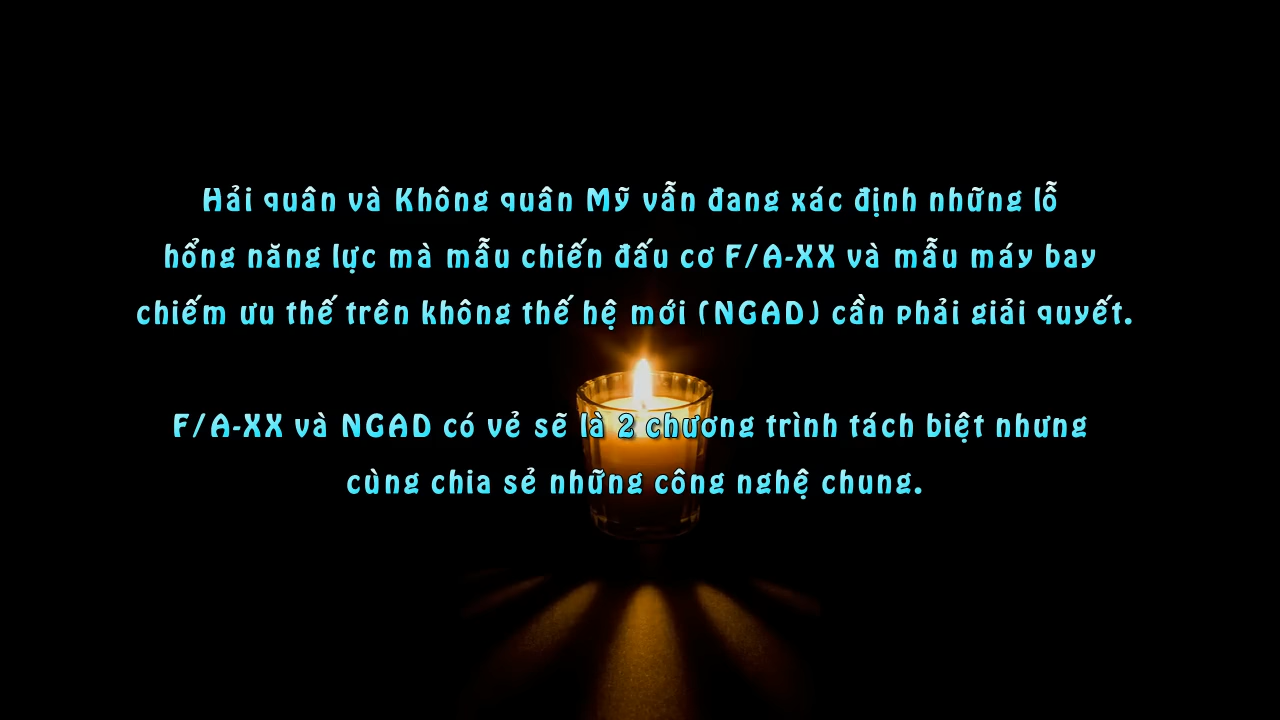 Hải quân và Không quân Mỹ vẫn đang xác định những lỗ
hổng năng lực mà mẫu chiến đấu cơ F/A-XX và mẫu máy bay
chiếm ưu thế trên không thế hệ mới (NGAD) cần phải giải quyết.
F/A-XX và NGAD có vẻ sẽ là 2 chương trình tách biệt nhưng
cùng chia sẻ những công nghệ chung.